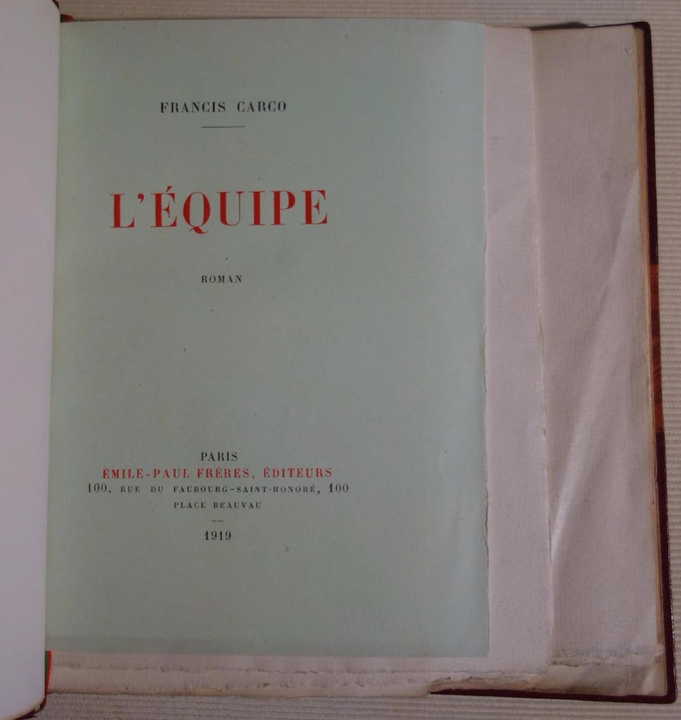 FRANCIS CARCO
L'ÉQUIPE
ROMAN
PARIS
ÉMILE-PAUL FRÈRES, ÉDITEURS
100, RUE DU FAUBOURG-SAINT-HONORÉ, 100
PLACE BEAUVAU
1919